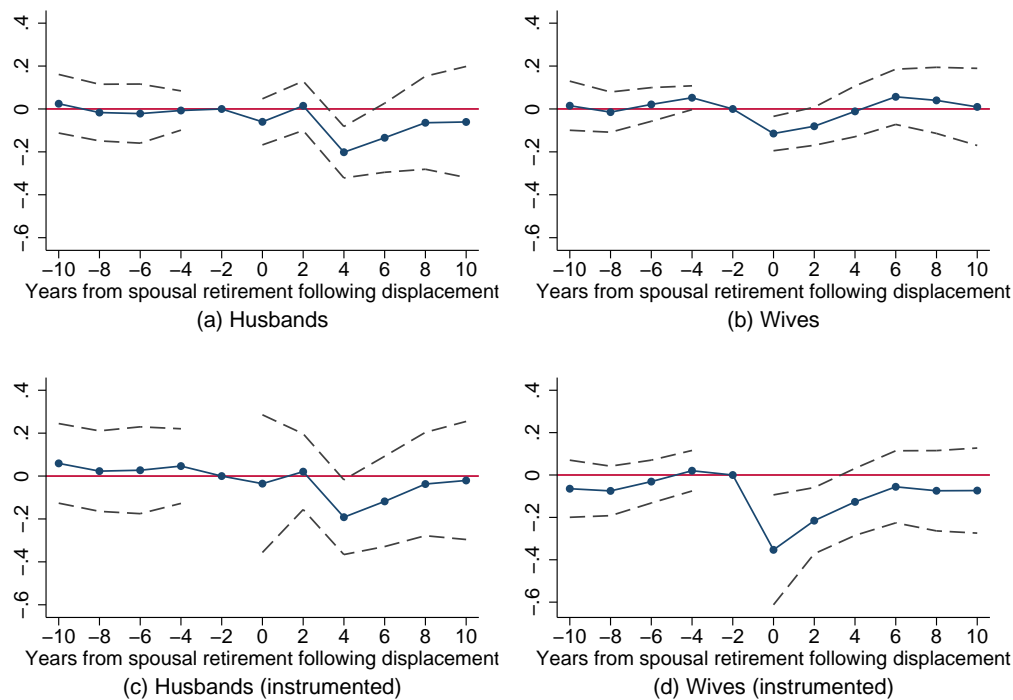 .4
.2
0
−.2
−.4
−.6
−10 −8 −6 −4 −2 0 2 4 6 8 10
Years from spousal retirement following displacement
(a) Husbands
.4
.2
0
−.2
−.4
−.6
−10 −8 −6 −4 −2 0 2 4 6 8 10
Years from spousal retirement following displacement
(b) Wives
.4
.2
0
−.2
−.4
−.6
−10 −8 −6 −4 −2 0 2 4 6 8 10
Years from spousal retirement following displacement
(c) Husbands (instrumented)
.4
.2
0
−.2
−.4
−.6
−10 −8 −6 −4 −2 0 2 4 6 8 10
Years from spousal retirement following displacement
(d) Wives (instrumented)